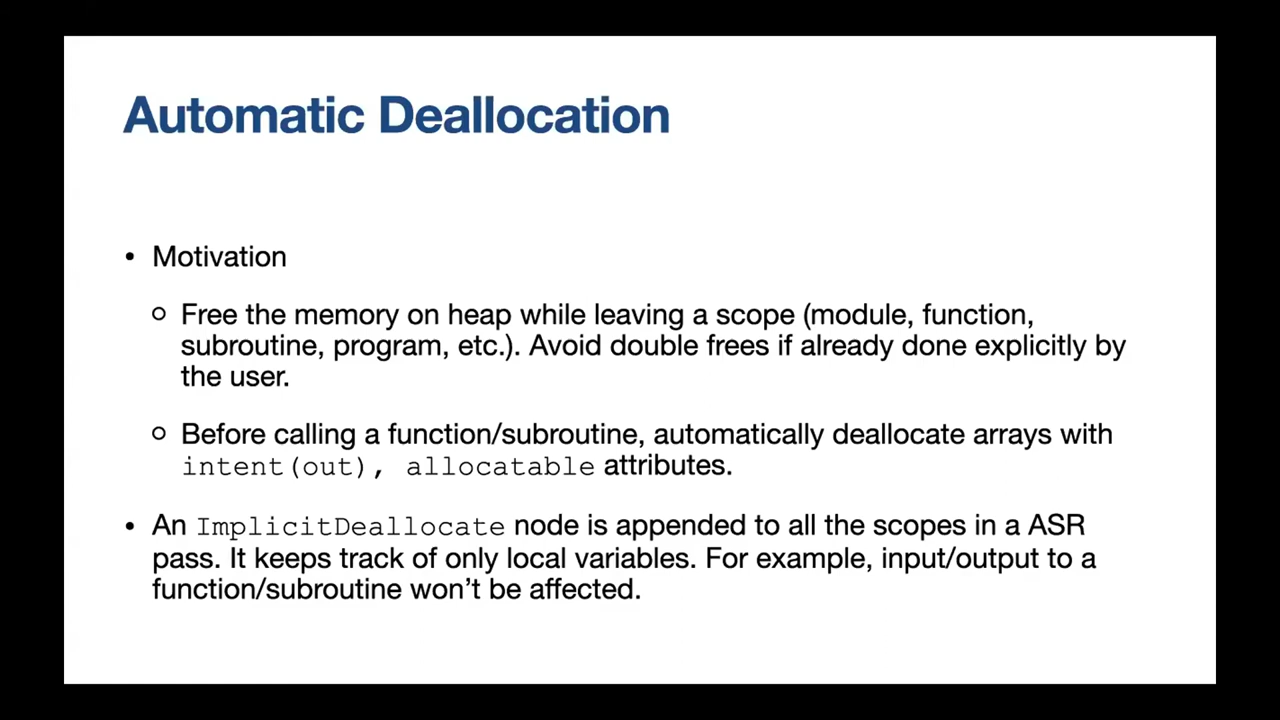 Automatic Deallocation
• Motivation
Free the memory on heap while leaving a scope (module, function,
subroutine, program, etc.). Avoid double frees if already done explicitly by
the user.
Before calling a function/subroutine, automatically deallocate arrays with
intent(out), allocatable attributes.
• An ImplicitDeallocate node is appended to all the scopes in a ASR
pass. It keeps track of only local variables. For example, input/output to a
function/subroutine won’t be affected.